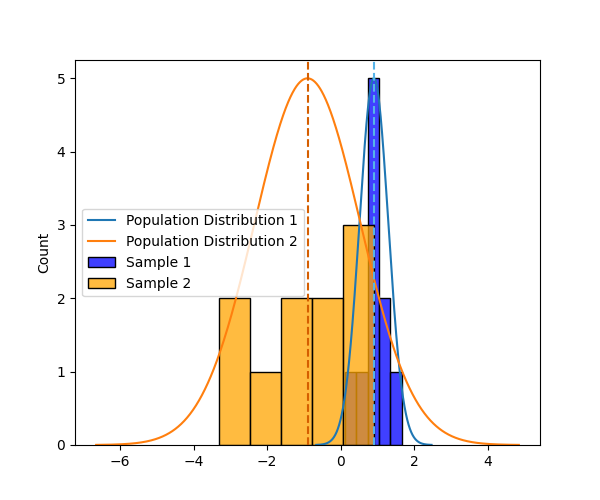 5
4
3
2
1
0
Count
Population Distribution 1
Population Distribution 2
Sample 1
Sample 2
−6
−4
−2
0
2
4